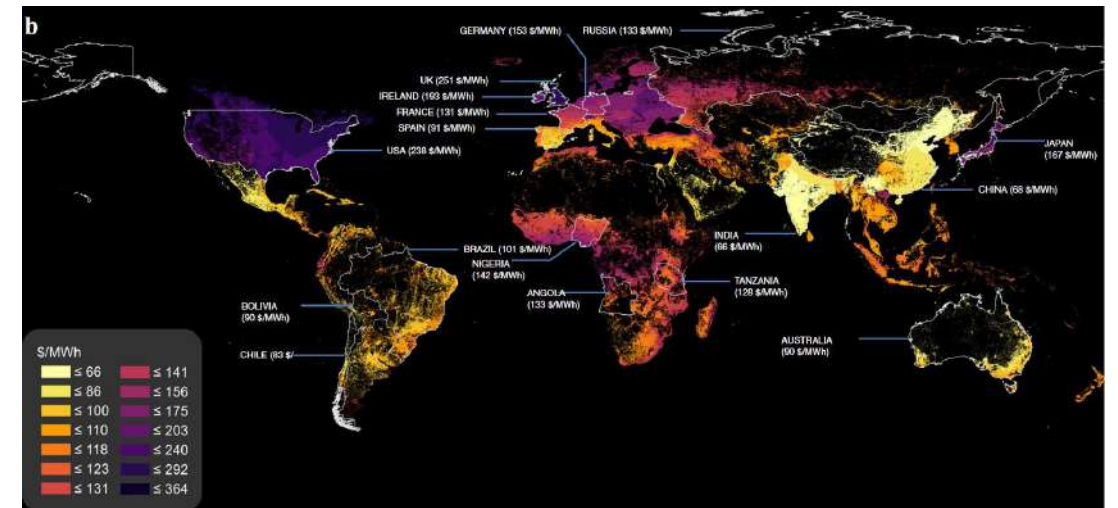 b
GERMANY (153 $/MWh)
RUSSIA (133 $/MWh)
UK (251 $/MWh)
IRELAND (193 $/MWh)
FRANCE (131 $/MWh)
SPAIN (91 $/MWh)
USA (238 $/MWh)
JAPAN
(167 $/MWh)
CHINA (68 $/MWh)
INDIA
(66 $/MWh)
BRAZIL (101 $/MWh)
NIGERIA
(142 $/MWh)
TANZANIA
(128 $/MWh)
ANGOLA
(133 $/MWh)
BOLIVIA
(90 $/MWh)
AUSTRALIA
(90 $/MWh)
CHILE (83 $/
$/MWh
≤ 66
≤ 86
≤ 100
≤ 110
≤ 118
≤ 123
≤ 131
≤ 141
≤ 156
≤ 175
≤ 203
≤ 240
≤ 292
≤ 364